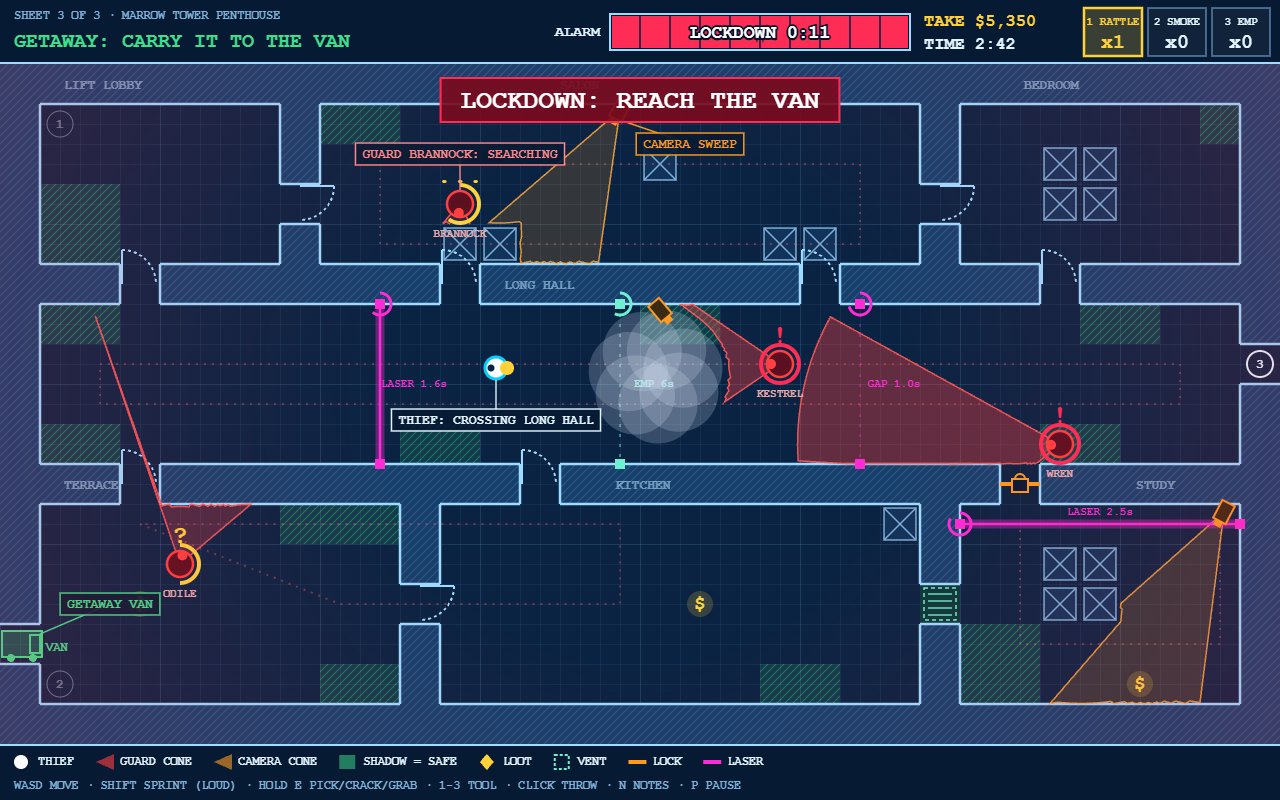 SHEET 3 OF 3 · MARROW TOWER PENTHOUSE
GETAWAY: CARRY IT TO THE VAN
ALARM
LOCKDOWN 0:11
TAKE $5,350
TIME 2:42
1 RATTLE
x1
2 SMOKE
x0
3 EMP
x0
LIFT LOBBY
BEDROOM
LOCKDOWN: REACH THE VAN
1
CAMERA SWEEP
GUARD BRANNOCK: SEARCHING
BRANNOCK
LONG HALL
!
3
LASER 1.6s
EMP 6s
GAP 1.0s
KESTREL
!
THIEF: CROSSING LONG HALL
WREN
TERRACE
KITCHEN
STUDY
LASER 2.5s
?
ODILE
GETAWAY VAN
$
VAN
2
$
THIEF
GUARD CONE
CAMERA CONE
SHADOW = SAFE
LOOT
VENT
LOCK
LASER
WASD MOVE · SHIFT SPRINT (LOUD) · HOLD E PICK/CRACK/GRAB · 1-3 TOOL · CLICK THROW · N NOTES · P PAUSE